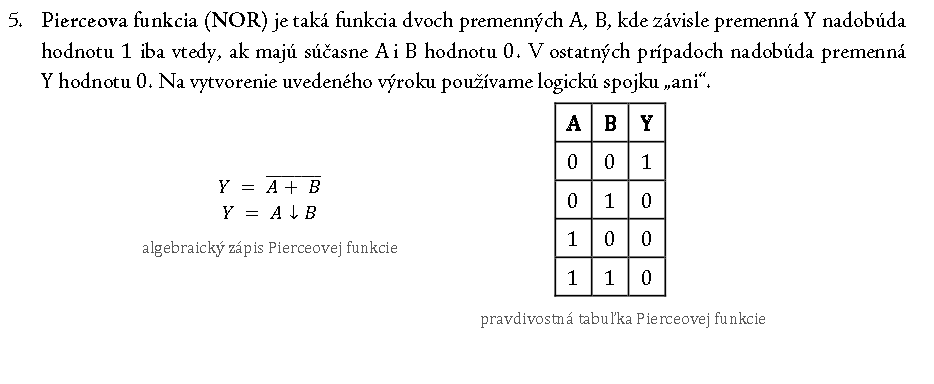 5. Pierceova funkcia (NOR) je taká funkcia dvoch premenných A, B, kde závisle premenná Y nadobúda
hodnotu 1 iba vtedy, ak majú súčasne A i B hodnotu 0. V ostatných prípadoch nadobúda premenná
Y hodnotu 0. Na vytvorenie uvedeného výroku používame logickú spojku „ani“.
Y = \overline{A + B}
Y = A ↓ B
algebraický zápis Pierceovej funkcie
A B Y
0 0 1
0 1 0
1 0 0
1 1 0
pravdivostná tabuľka Pierceovej funkcie